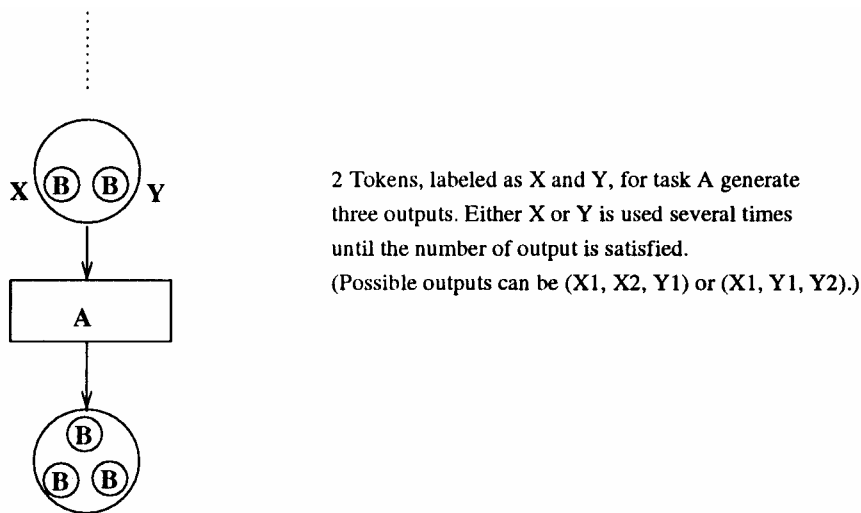 X B B Y
2 Tokens, labeled as X and Y, for task A generate
three outputs. Either X or Y is used several times
until the number of output is satisfied.
(Possible outputs can be (X1, X2, Y1) or (X1, Y1, Y2).)
A
B
B B